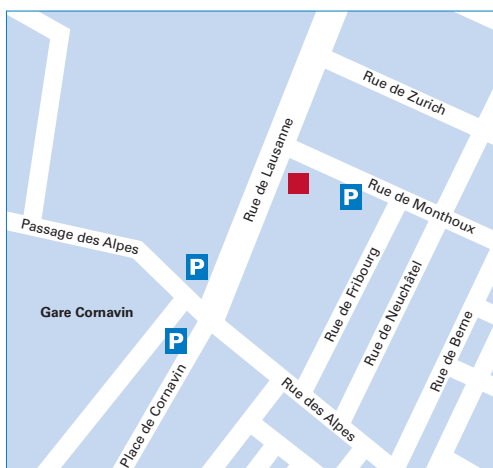 Rue de Zurich
Rue de Lausanne
P
Rue de Monthoux
Passage des Alpes
P
Rue de Fribourg
Rue de Neuchâtel
Gare Cornavin
P
Rue de Berne
Place de Cornavin
Rue des Alpes